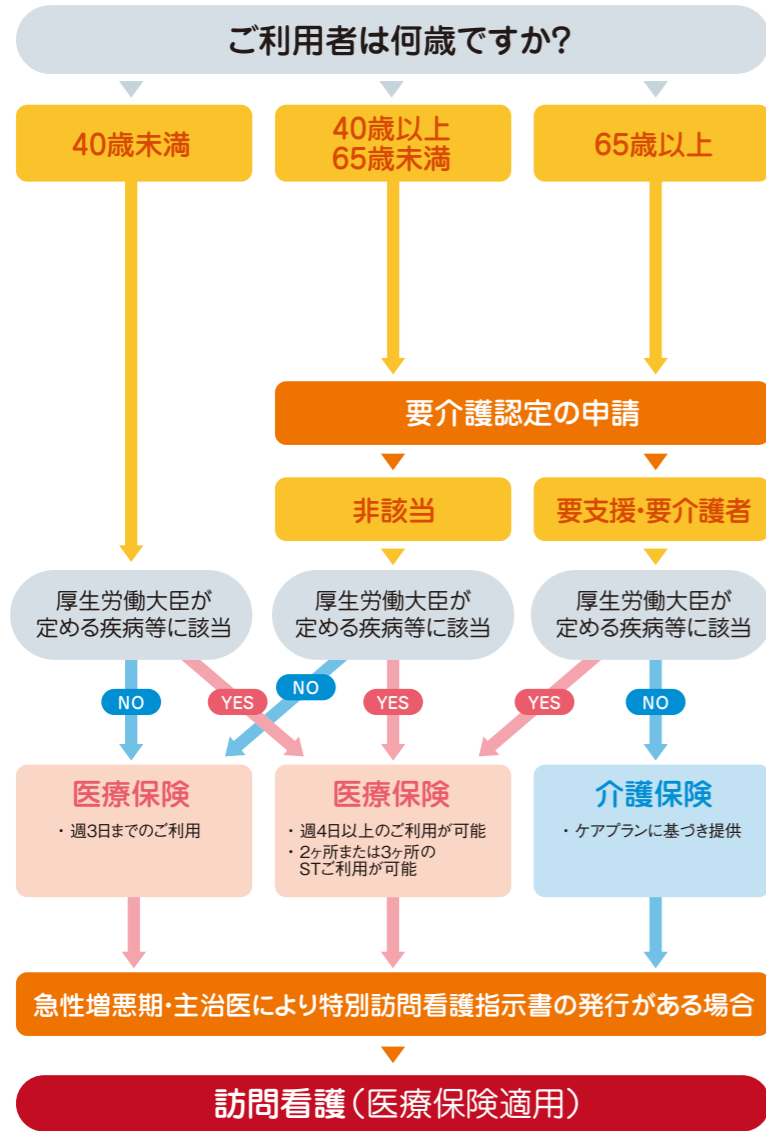 ご利用者は何歳ですか?
40歳未満
40歳以上
65歳未満
65歳以上
要介護認定の申請
非該当
要支援・要介護者
厚生労働大臣が
定める疾病等に該当
厚生労働大臣が
定める疾病等に該当
厚生労働大臣が
定める疾病等に該当
NO
YES
NO
YES
YES
NO
医療保険
・ 週3日までのご利用
医療保険
・ 週4日以上のご利用が可能
・ 2ヶ所または3ヶ所の
STご利用が可能
介護保険
・ ケアプランに基づき提供
急性増悪期・主治医により特別訪問看護指示書の発行がある場合
訪問看護(医療保険適用)